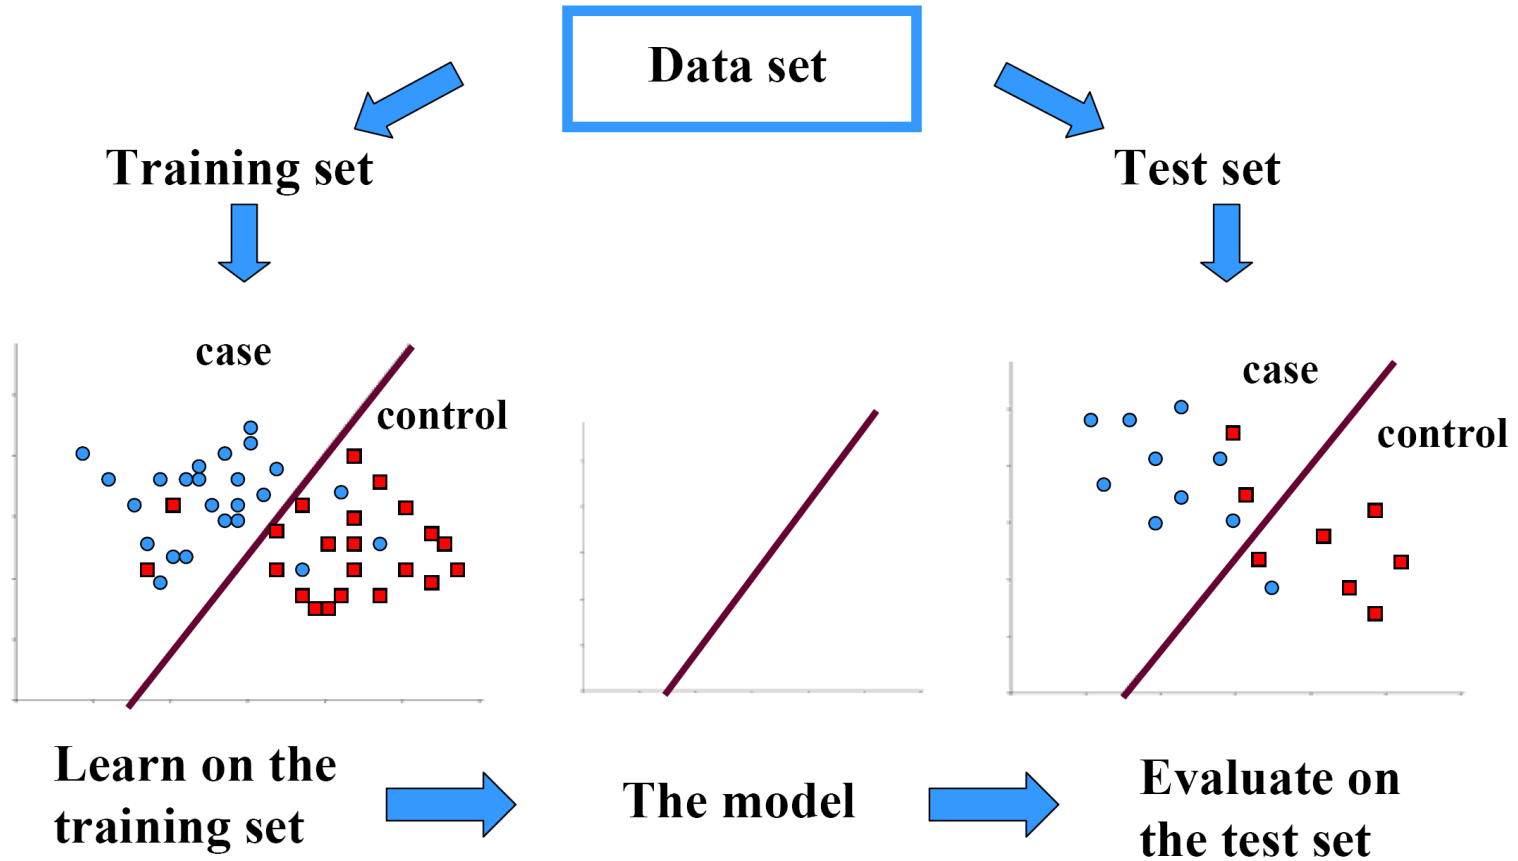 Data set
Training set
Test set
case
control
case
control
Learn on the
training set
The model
Evaluate on
the test set